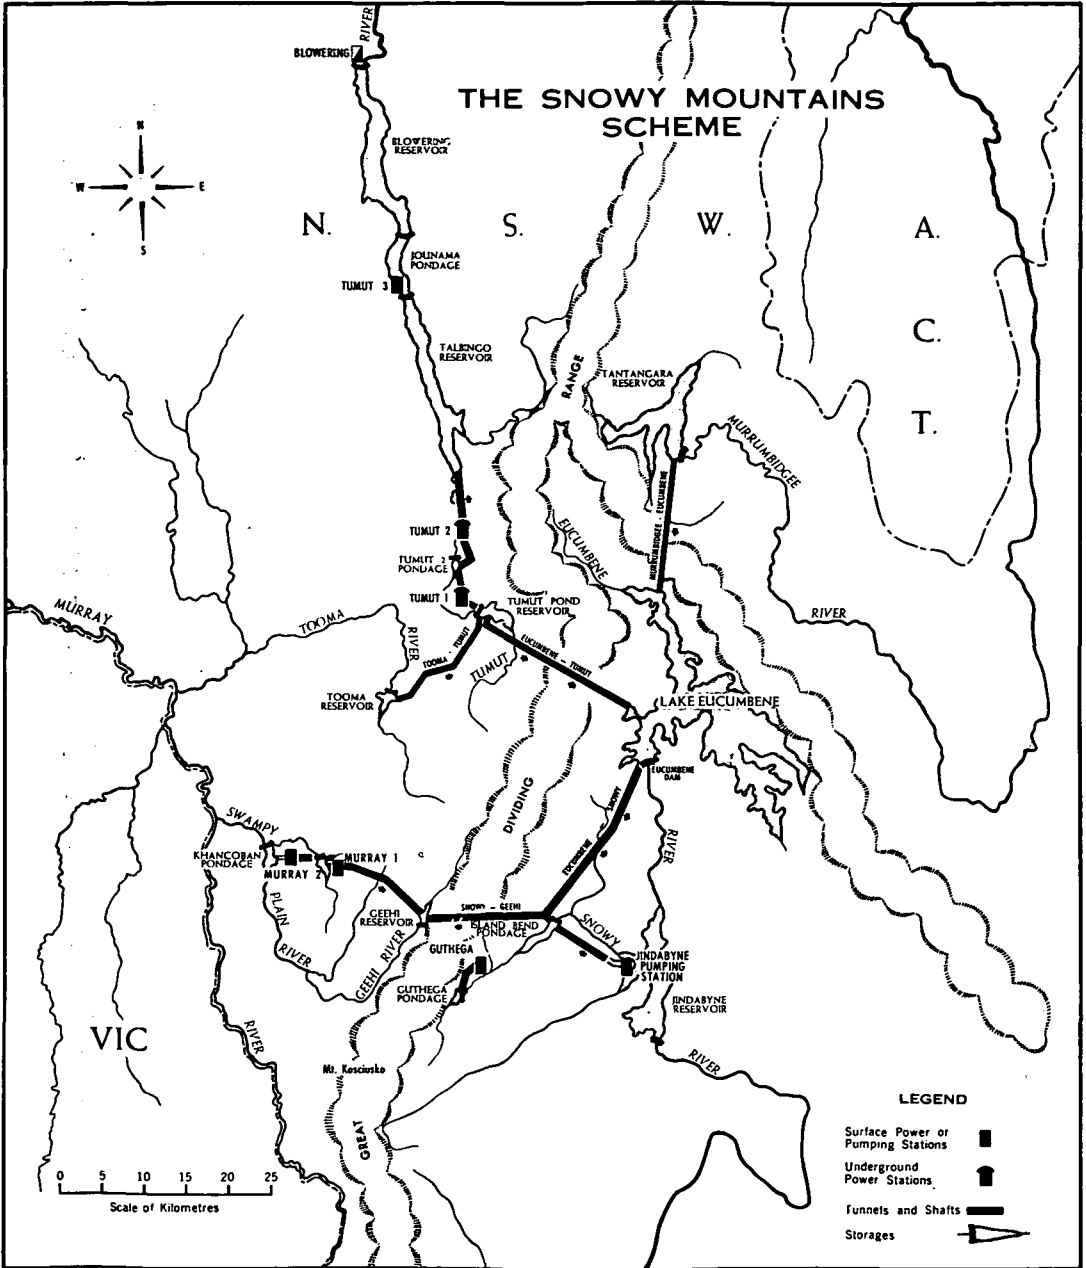 RIVER
BLOWERING
THE SNOWY MOUNTAINS
SCHEME
N
W E
S
BLOWERING
RESERVOIR
N. S. W. A.
C.
T.
JOUNAMA
PONDAGE
TUMUT 3
TALBINGO
RESERVOIR
RANGE
TANTANGARA
RESERVOIR
MURRUMBIDGEE
MURRUMBIDGEE - EUCUMBENE
EUCUMBENE
TUMUT 2
TUMUT 2
PONDAGE
TUMUT 1
TUMUT POND
RESERVOIR
MURRAY
TOOMA
RIVER
RIVER
TOOMA - TUMUT
TUMUT
EUCUMBENE - TUMUT
TOOMA
RESERVOIR
LAKE EUCUMBENE
EUCUMBENE
DAM
DIVIDING
EUCUMBENE SNOWY
RIVER
SWAMPY
KHANCOBAN
PONDAGE
MURRAY 1
MURRAY 2
PLAIN
RIVER
GEEHI
RESERVOIR
GEEHI RIVER
SNOWY - GEEHI
ISLAND BEND
PONDAGE
SNOWY
GUTHEGA
GUTHEGA
PONDAGE
JINDABYNE
PUMPING
STATION
JINDABYNE
RESERVOIR
VIC
RIVER
RIVER
Mt. Kosciusko
GREAT
LEGEND
Surface Power or
Pumping Stations
Underground
Power Stations
Tunnels and Shafts
Storages
0 5 10 15 20 25
Scale of Kilometres